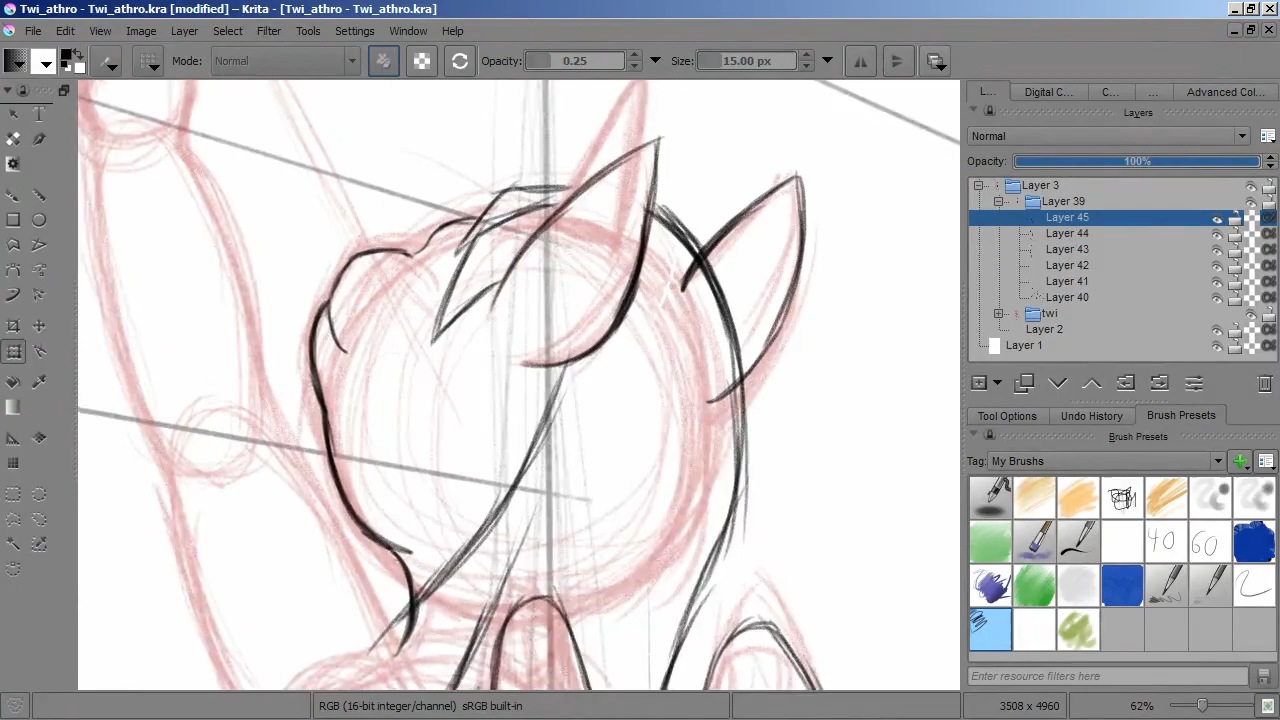 Twi_athro - Twi_athro.kra [modified] – Krita - [Twi_athro - Twi_athro.kra]
File Edit View Image Layer Select Filter Tools Settings Window Help
Mode: Normal Opacity: 0.25 Size: 15.00 px
L... Digital C... C... ... Advanced Col...
Layers
Normal
Opacity: 100%
Layer 3
Layer 39
Layer 45
Layer 44
Layer 43
Layer 42
Layer 41
Layer 40
twi
Layer 2
Layer 1
Tool Options Undo History Brush Presets
Brush Presets
Tag: My Brushs
40 60
Enter resource filters here
RGB (16-bit integer/channel) sRGB built-in 3508 x 4960 62%